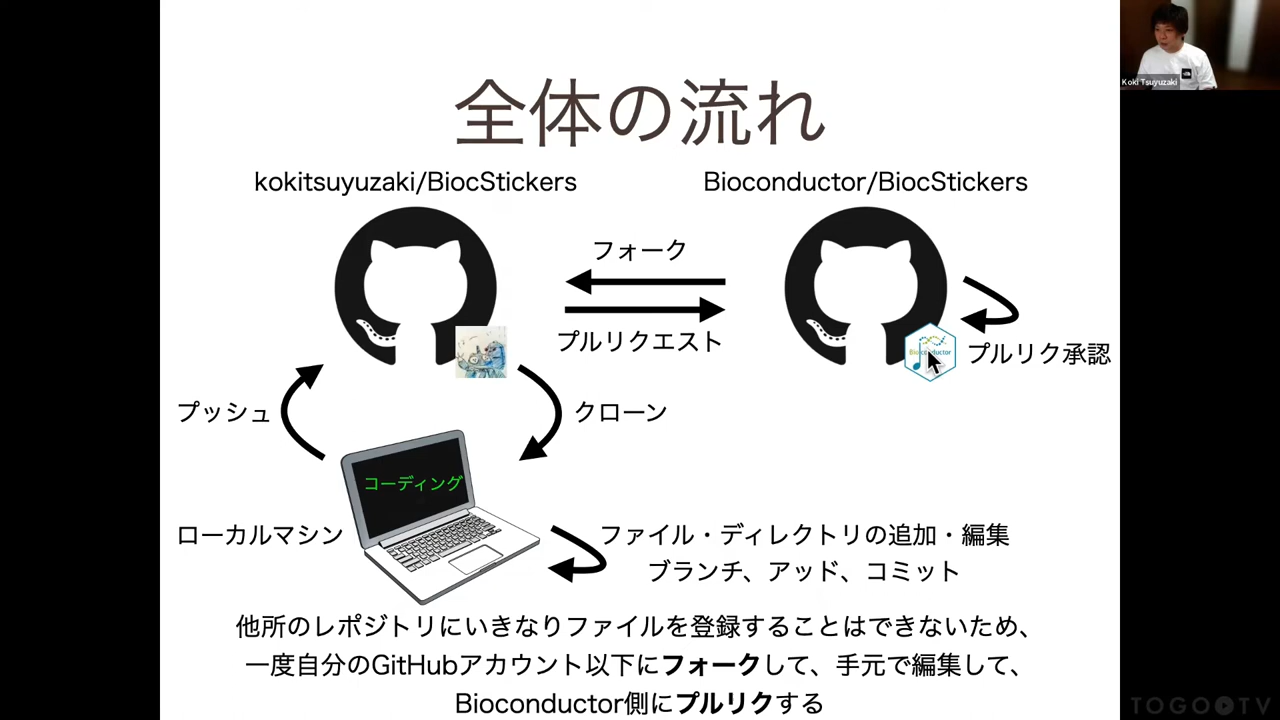 全体の流れ
kokitsuyuzaki/BiocStickers
Bioconductor/BiocStickers
フォーク
プルリクエスト
プルリク承認
プッシュ
クローン
コーディング
ローカルマシン
ファイル・ディレクトリの追加・編集
ブランチ、アッド、コミット
他所のレポジトリにいきなりファイルを登録することはできないため、
一度自分のGitHubアカウント以下にフォークして、手元で編集して、
Bioconductor側にプルリクする
Koki Tsuyuzaki
TOGO TV